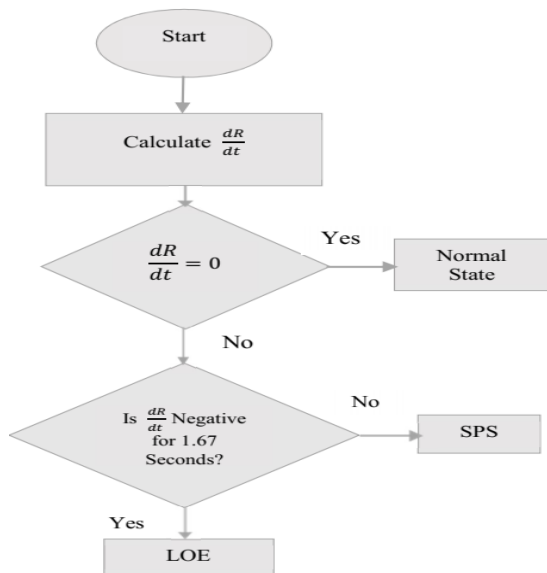 Start
Calculate dR/dt
dR/dt = 0
Yes
Normal
State
No
Is dR/dt Negative
for 1.67
Seconds?
No
SPS
Yes
LOE